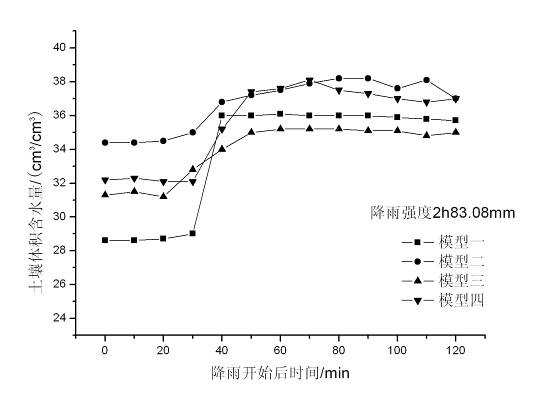 40
38
36
34
32
30
28
26
24
土壤体积含水量/(cm³/cm³)
降雨强度2h83.08mm
模型一
模型二
模型三
模型四
0 20 40 60 80 100 120
降雨开始后时间/min